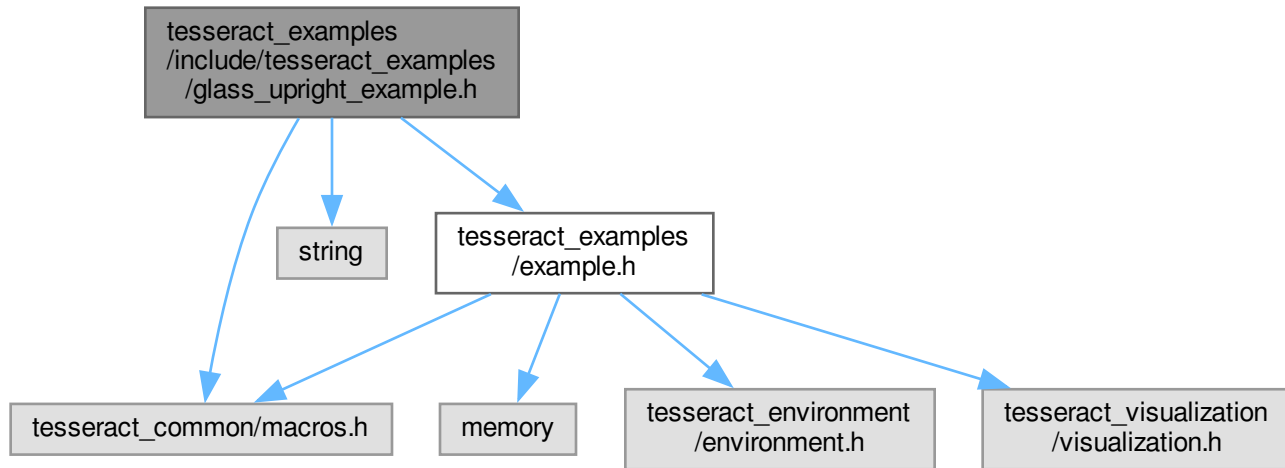 tesseract_examples
/include/tesseract_examples
/glass_upright_example.h
string
tesseract_examples
/example.h
tesseract_common/macros.h
memory
tesseract_environment
/environment.h
tesseract_visualization
/visualization.h